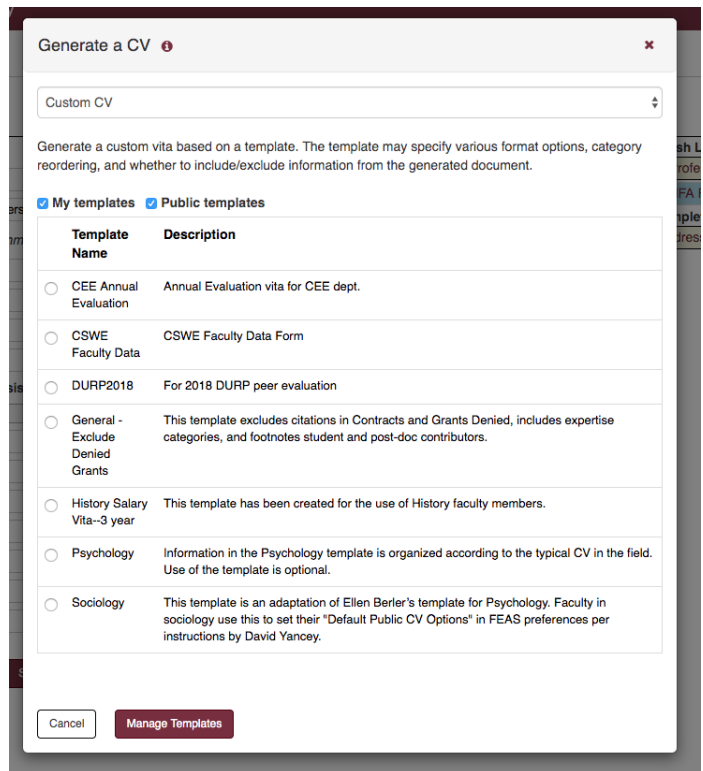 Generate a CV
Custom CV
Generate a custom vita based on a template. The template may specify various format options, category
reordering, and whether to include/exclude information from the generated document.
My templates Public templates
Template
Name
Description
CEE Annual
Evaluation
Annual Evaluation vita for CEE dept.
CSWE
Faculty Data
CSWE Faculty Data Form
DURP2018
For 2018 DURP peer evaluation
General -
Exclude
Denied
Grants
This template excludes citations in Contracts and Grants Denied, includes expertise
categories, and footnotes student and post-doc contributors.
History Salary
Vita--3 year
This template has been created for the use of History faculty members.
Psychology
Information in the Psychology template is organized according to the typical CV in the field.
Use of the template is optional.
Sociology
This template is an adaptation of Ellen Berler's template for Psychology. Faculty in
sociology use this to set their "Default Public CV Options" in FEAS preferences per
instructions by David Yancey.
Cancel
Manage Templates